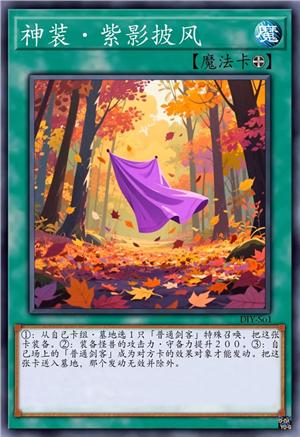 神装·紫影披风
魔
【魔法卡】
DIY-S01
①：从自己卡组·墓地选1只「普通剑客」特殊召唤，把这张
卡装备。②：装备怪兽的攻击力·守备力提升200。③：自
己场上的「普通剑客」成为对方卡的效果对象才能发动。把
这张卡送入墓地，那个发动无效并除外。